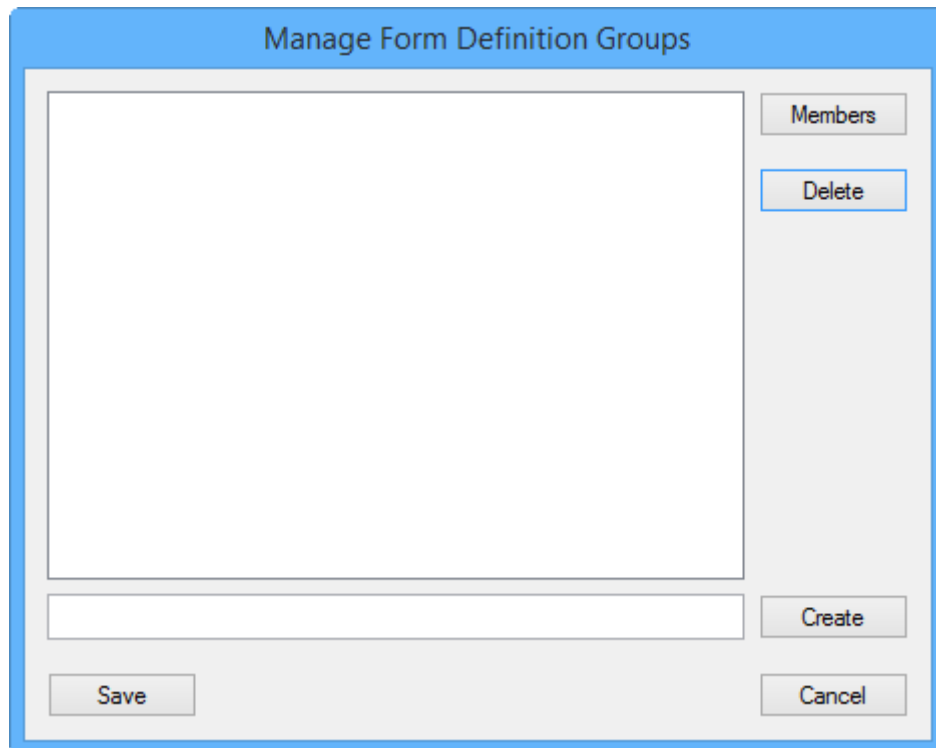 Manage Form Definition Groups
Members
Delete
Create
Save
Cancel